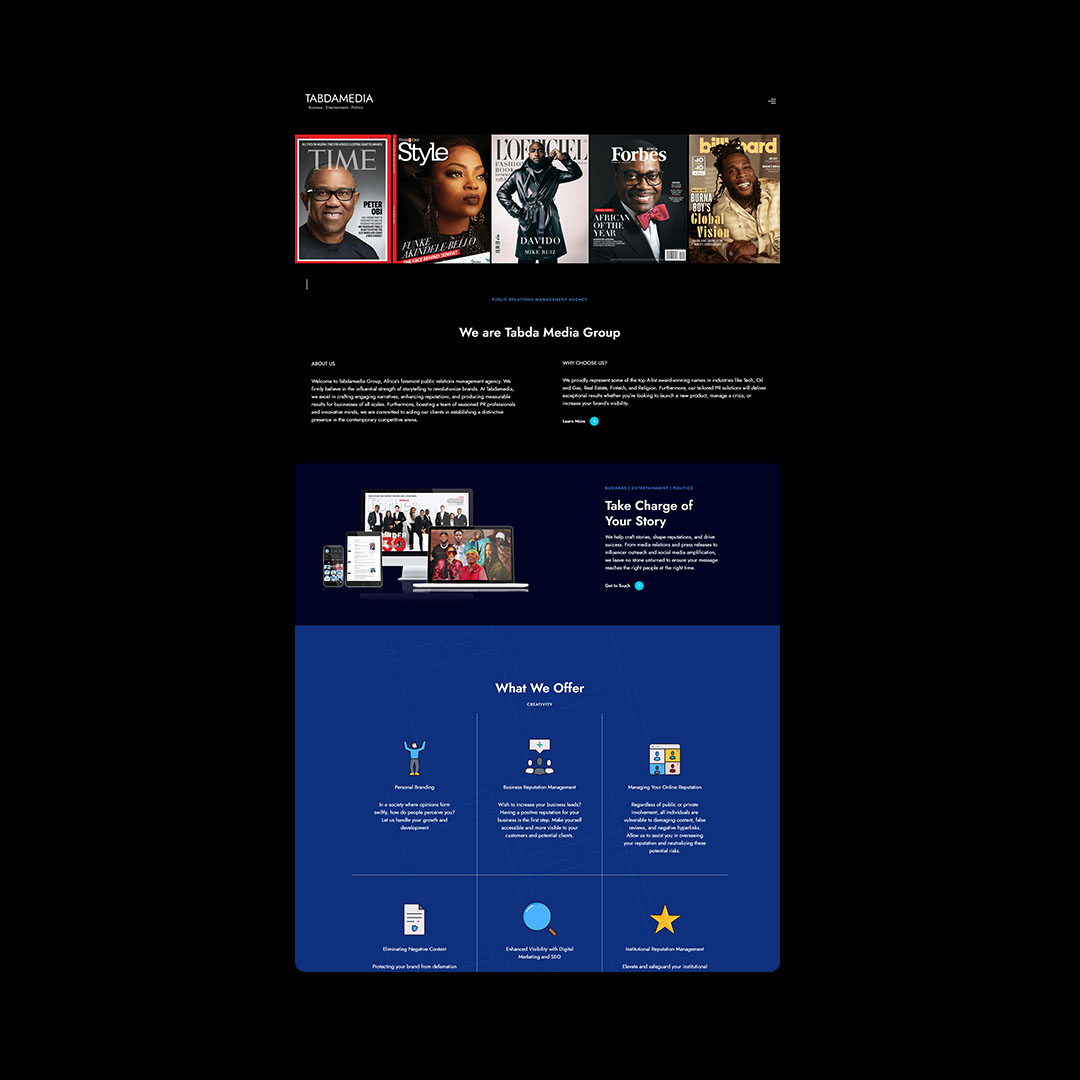 TABDAMEDIA
Business - Entertainment - Politics
TIME
PETER
OBI
Style
FUNKE
AKINDELE-BELLO
THE FACE BEHIND 'JENIFA'
L'OFFICIEL
FASHION
BOOK
DAVIDO
MIKE RUIZ
Forbes
AFRICA
AFRICAN
OF THE
YEAR
billboard
BURNA
BOY'S
Global
Vision
PUBLIC RELATIONS MANAGEMENT AGENCY
We are Tabda Media Group
ABOUT US
Welcome to Tabdamedia Group, Africa's foremost public relations management agency. We
firmly believe in the influential strength of storytelling to revolutionize brands. At Tabdamedia,
we excel in crafting engaging narratives, enhancing reputations, and producing measurable
results for businesses of all scales. Furthermore, boasting a team of seasoned PR professionals
and innovative minds, we are committed to aiding our clients in establishing a distinctive
presence in the contemporary competitive arena.
WHY CHOOSE US?
We proudly represent some of the top A-list award-winning names in industries like Tech, Oil
and Gas, Real Estate, Fintech, and Religion. Furthermore, our tailored PR solutions will deliver
exceptional results whether you're looking to launch a new product, manage a crisis, or
increase your brand's visibility.
Learn More
30
BUSINESS | ENTERTAINMENT | POLITICS
Take Charge of
Your Story
We help craft stories, shape reputations, and drive
success. From media relations and press releases to
influencer outreach and social media amplification,
we leave no stone unturned to ensure your message
reaches the right people at the right time.
Get In Touch
What We Offer
CREATIVITY
Personal Branding
In a society where opinions form
swiftly, how do people perceive you?
Let us handle your growth and
development
Business Reputation Management
Wish to increase your business leads?
Having a positive reputation for your
business is the first step. Make yourself
accessible and more visible to your
customers and potential clients.
Managing Your Online Reputation
Regardless of public or private
involvement, all individuals are
vulnerable to damaging content, false
reviews, and negative hyperlinks.
Allow us to assist you in overseeing
your reputation and neutralizing these
potential risks.
Eliminating Negative Content
Protecting your brand from defamation
Enhanced Visibility with Digital
Marketing and SEO
Institutional Reputation Management
Elevate and safeguard your institutional